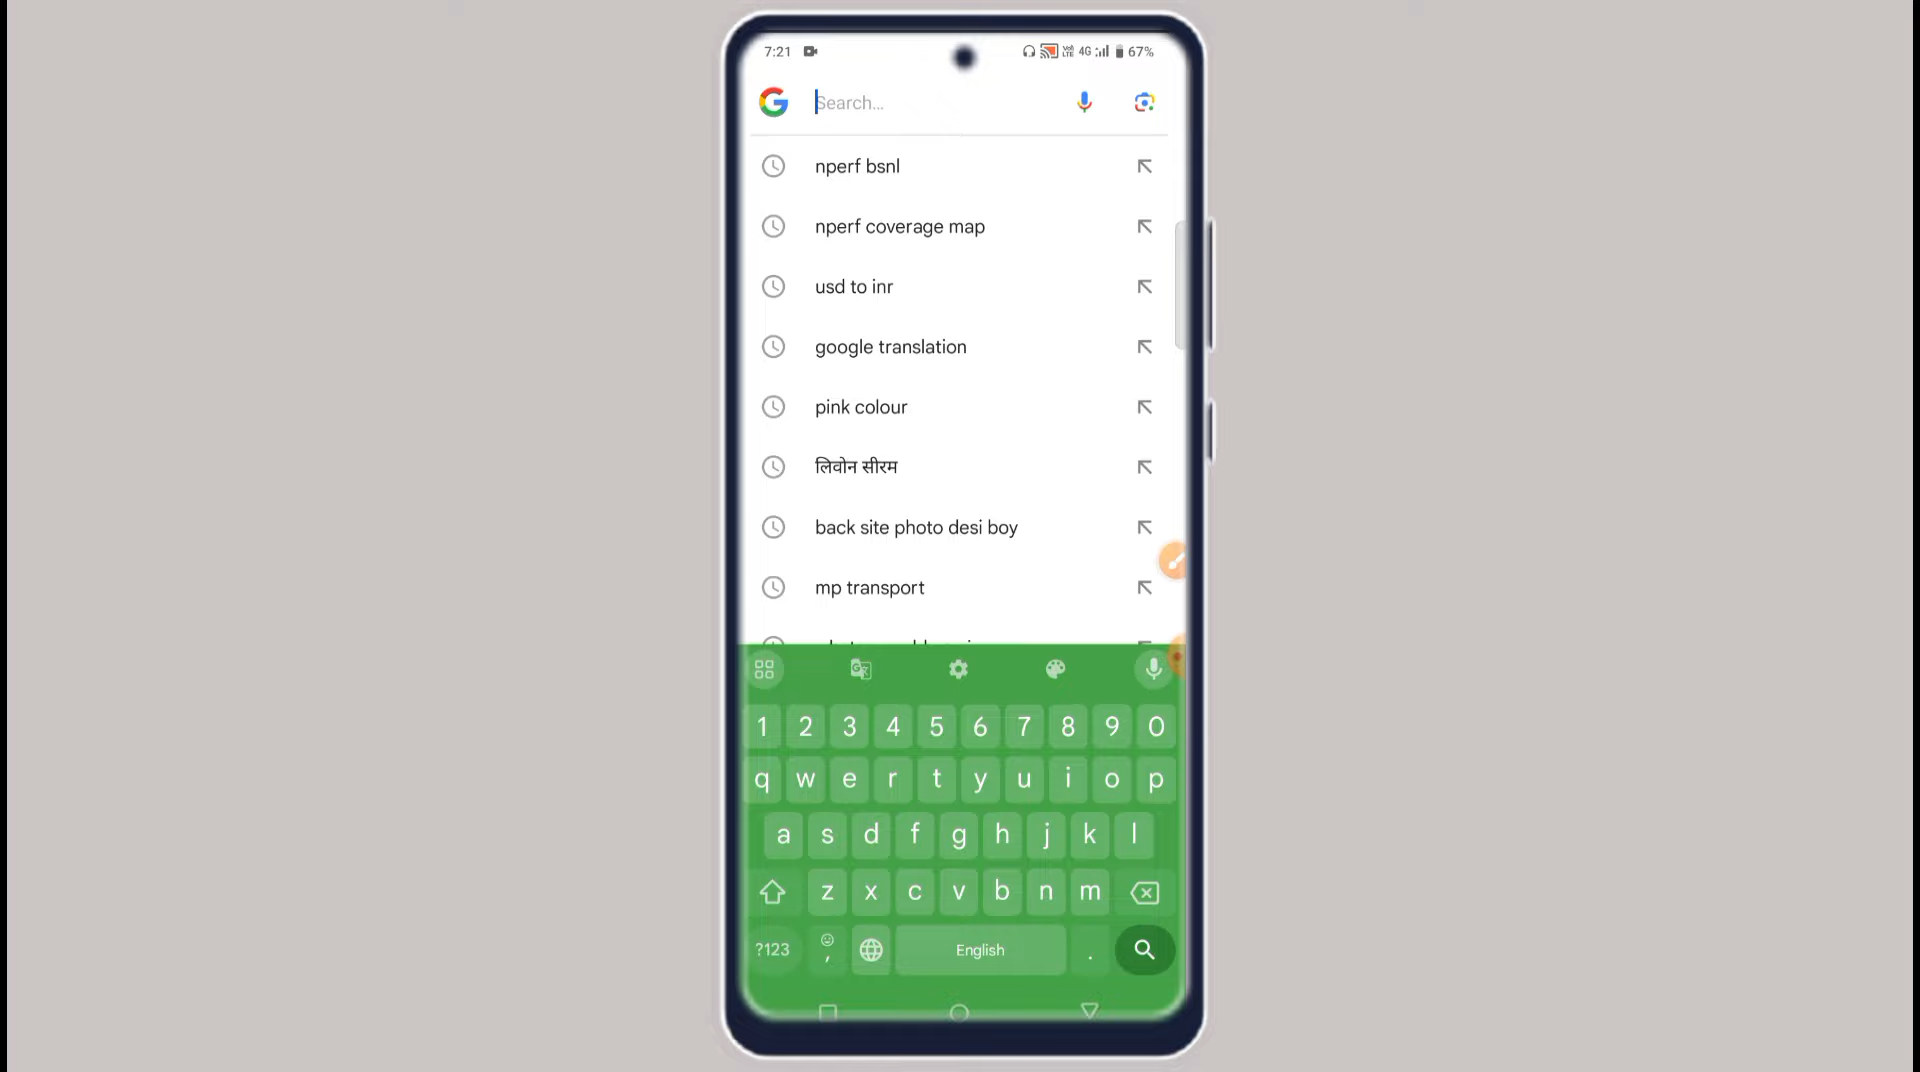 7:21 4G 67%
Search...
nperf bsnl
nperf coverage map
usd to inr
google translation
pink colour
लिवोन सीरम
back site photo desi boy
mp transport
1 2 3 4 5 6 7 8 9 0
q w e r t y u i o p
a s d f g h j k l
z x c v b n m
?123 , English .